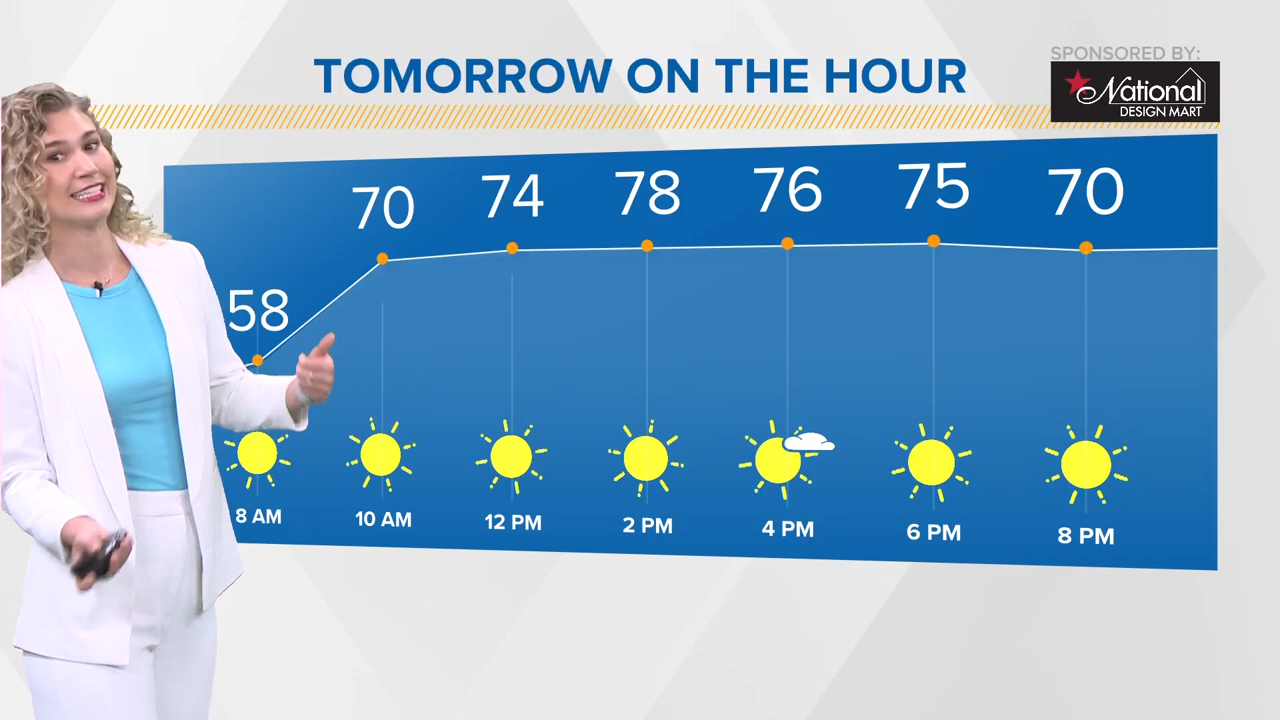 TOMORROW ON THE HOUR
SPONSORED BY:
National
DESIGN MART
58 70 74 78 76 75 70
8 AM 10 AM 12 PM 2 PM 4 PM 6 PM 8 PM